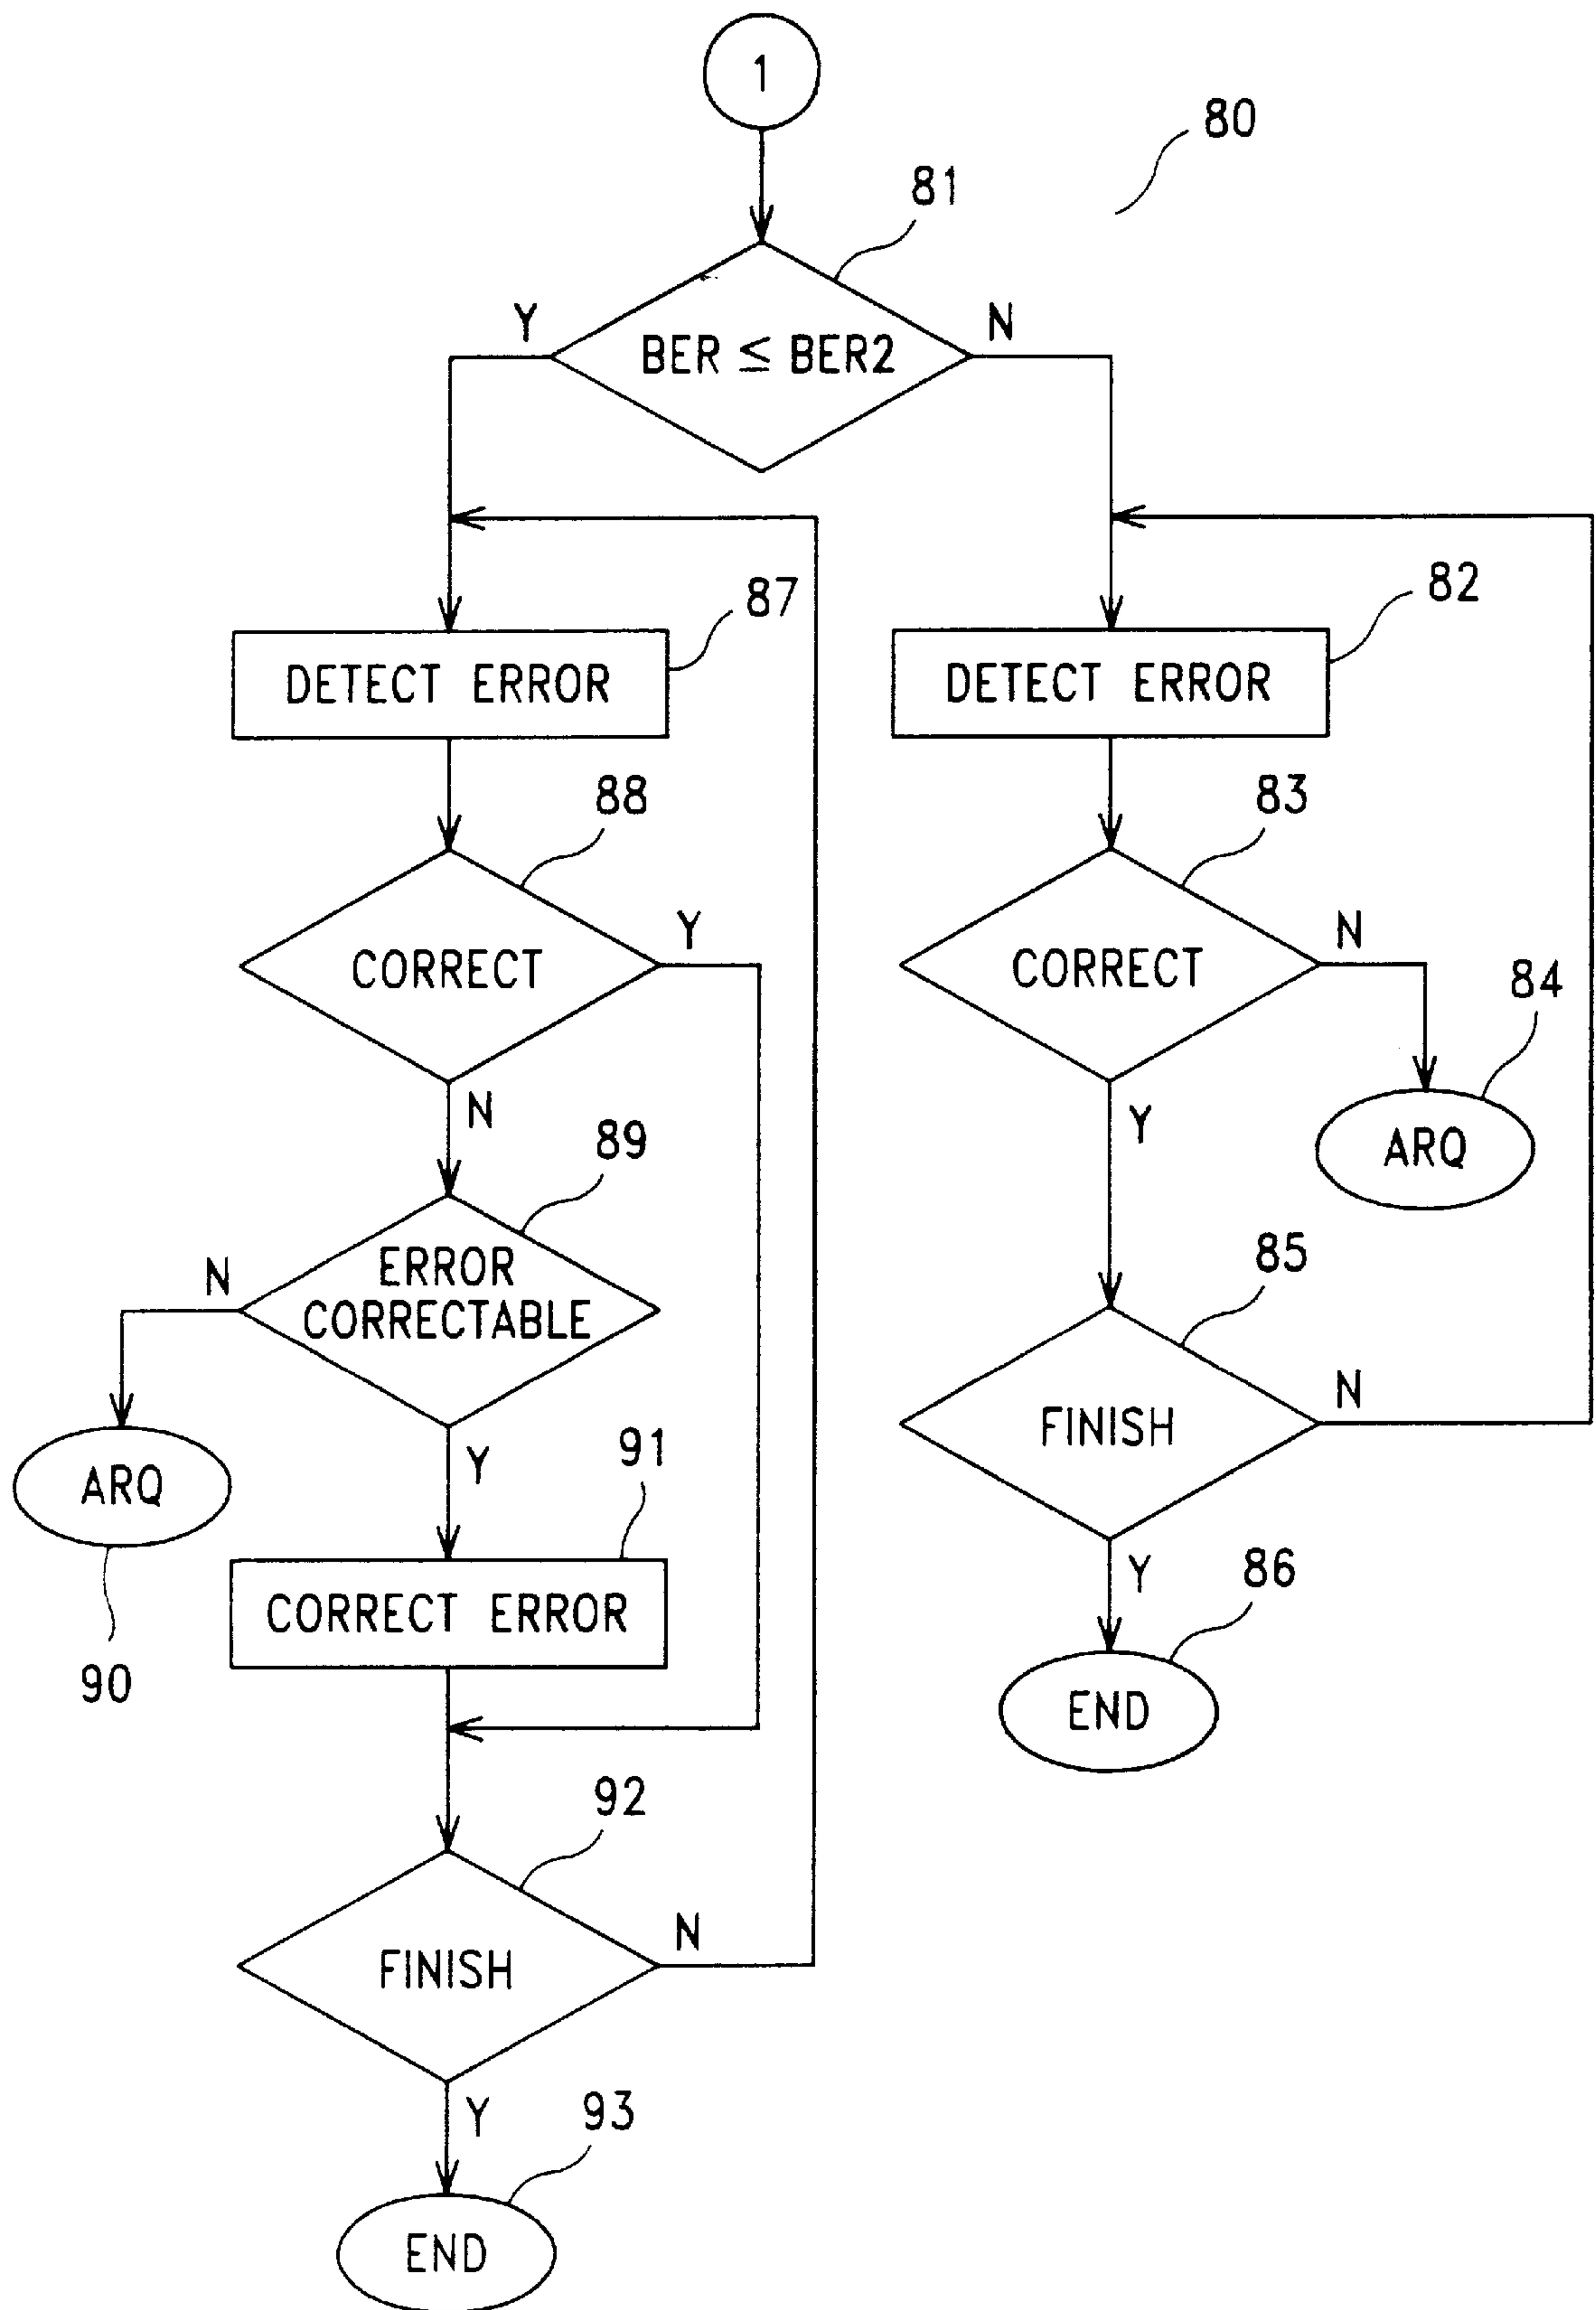 1
80
81
Y
N
BER ≤ BER2
87
82
DETECT ERROR
DETECT ERROR
88
83
Y
N
CORRECT
CORRECT
84
N
Y
89
ARQ
ERROR
CORRECTABLE
N
85
N
91
Y
FINISH
ARQ
Y
86
CORRECT ERROR
90
END
92
N
FINISH
Y
93
END